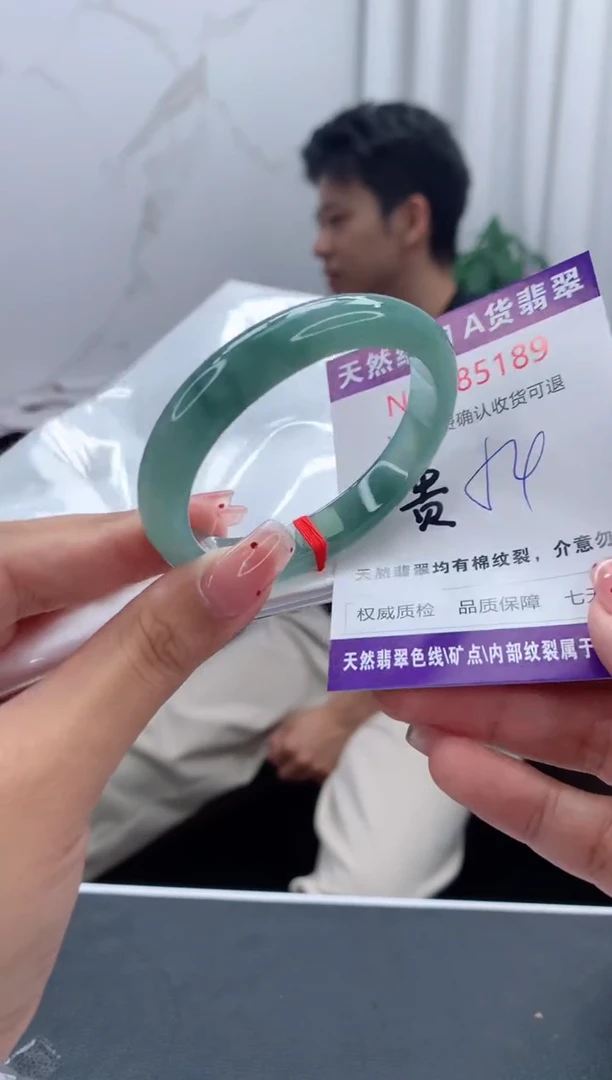 天然 A货翡翠
N 85189
费确认收货可退
贵
天然翡翠均有棉纹裂，介意勿
权威质检 品质保障 七天
天然翡翠色线\矿点\内部纹裂属于